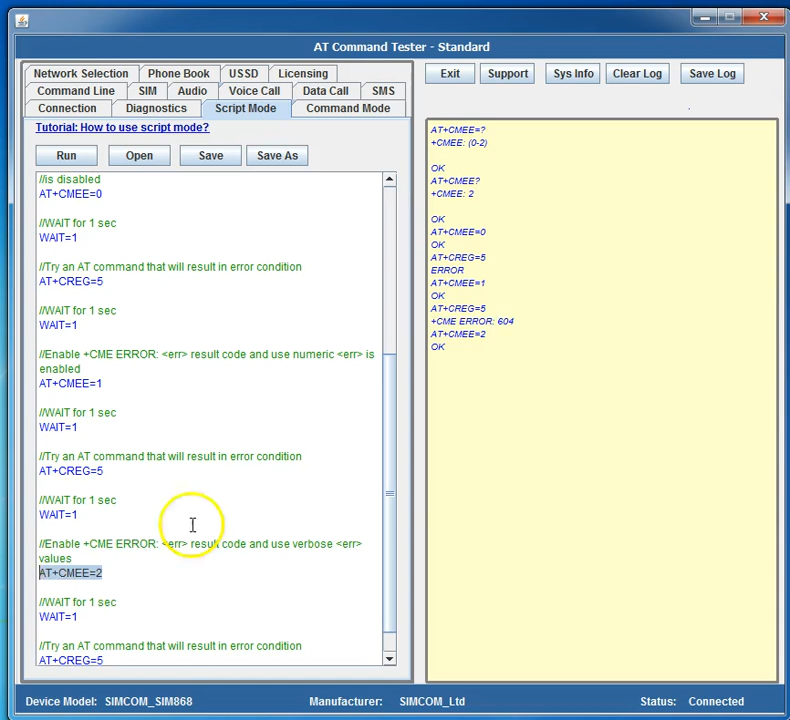 AT Command Tester - Standard
Network Selection Phone Book USSD Licensing
Command Line SIM Audio Voice Call Data Call SMS
Connection Diagnostics Script Mode Command Mode
Exit Support Sys Info Clear Log Save Log
Tutorial: How to use script mode?
Run Open Save Save As
//is disabled
AT+CMEE=0
//WAIT for 1 sec
WAIT=1
//Try an AT command that will result in error condition
AT+CREG=5
//WAIT for 1 sec
WAIT=1
//Enable +CME ERROR: <err> result code and use numeric <err> is
enabled
AT+CMEE=1
//WAIT for 1 sec
WAIT=1
//Try an AT command that will result in error condition
AT+CREG=5
//WAIT for 1 sec
WAIT=1
//Enable +CME ERROR: <err> result code and use verbose <err>
values
AT+CMEE=2
//WAIT for 1 sec
WAIT=1
//Try an AT command that will result in error condition
AT+CREG=5
AT+CMEE=?
+CMEE: (0-2)
OK
AT+CMEE?
+CMEE: 2
OK
AT+CMEE=0
OK
AT+CREG=5
ERROR
AT+CMEE=1
OK
AT+CREG=5
+CME ERROR: 604
AT+CMEE=2
OK
Device Model: SIMCOM_SIM868 Manufacturer: SIMCOM_Ltd Status: Connected